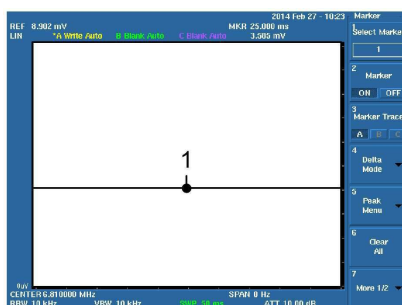 2014 Feb 27 - 10:23
REF 8.902 mV
MKR 25.000 ms
LIN
*A Write Auto B Blank Auto C Blank Auto
3.505 mV
1
0µV
CENTER 6.810000 MHz
SPAN 0 Hz
RBW 10 kHz
VBW 10 kHz
SWP 50 ms
ATT 10.00 dB
Marker
1
Select Marke
1
2
Marker
ON OFF
3
Marker Trace
A B C
4
Delta
Mode
5
Peak
Menu
6
Clear
All
7
More 1/2